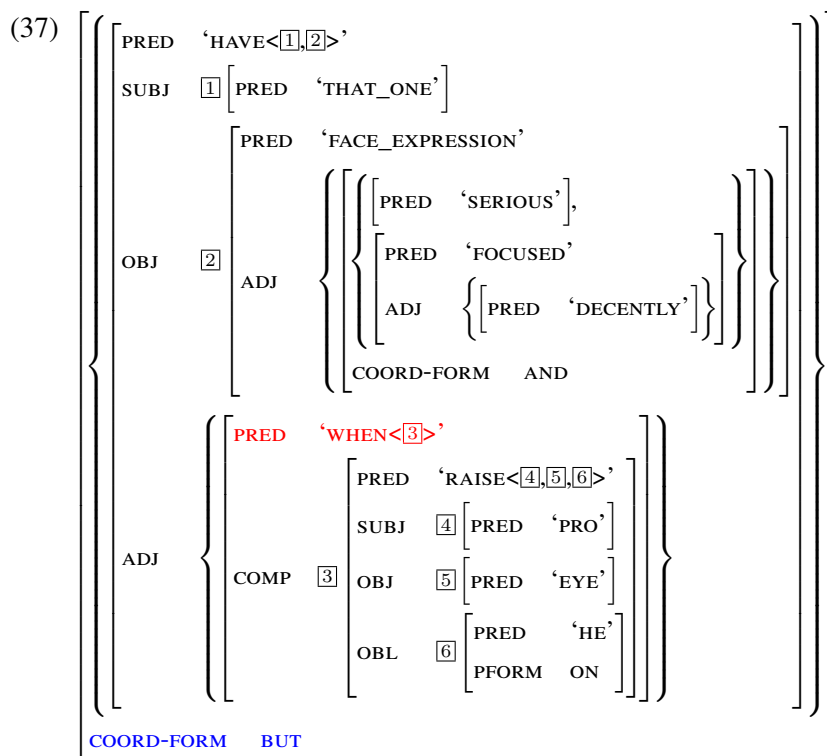 (37)
PRED ‘HAVE<1,2>’
SUBJ 1 [PRED ‘THAT_ONE’]
PRED ‘FACE_EXPRESSION’
[PRED ‘SERIOUS’],
PRED ‘FOCUSED’
OBJ 2 ADJ
ADJ {[PRED ‘DECENTLY’]}
COORD-FORM AND
PRED ‘WHEN<3>’
PRED ‘RAISE<4,5,6>’
SUBJ 4 [PRED ‘PRO’]
ADJ COMP 3 OBJ 5 [PRED ‘EYE’]
PRED ‘HE’
OBL 6
PFORM ON
COORD-FORM BUT